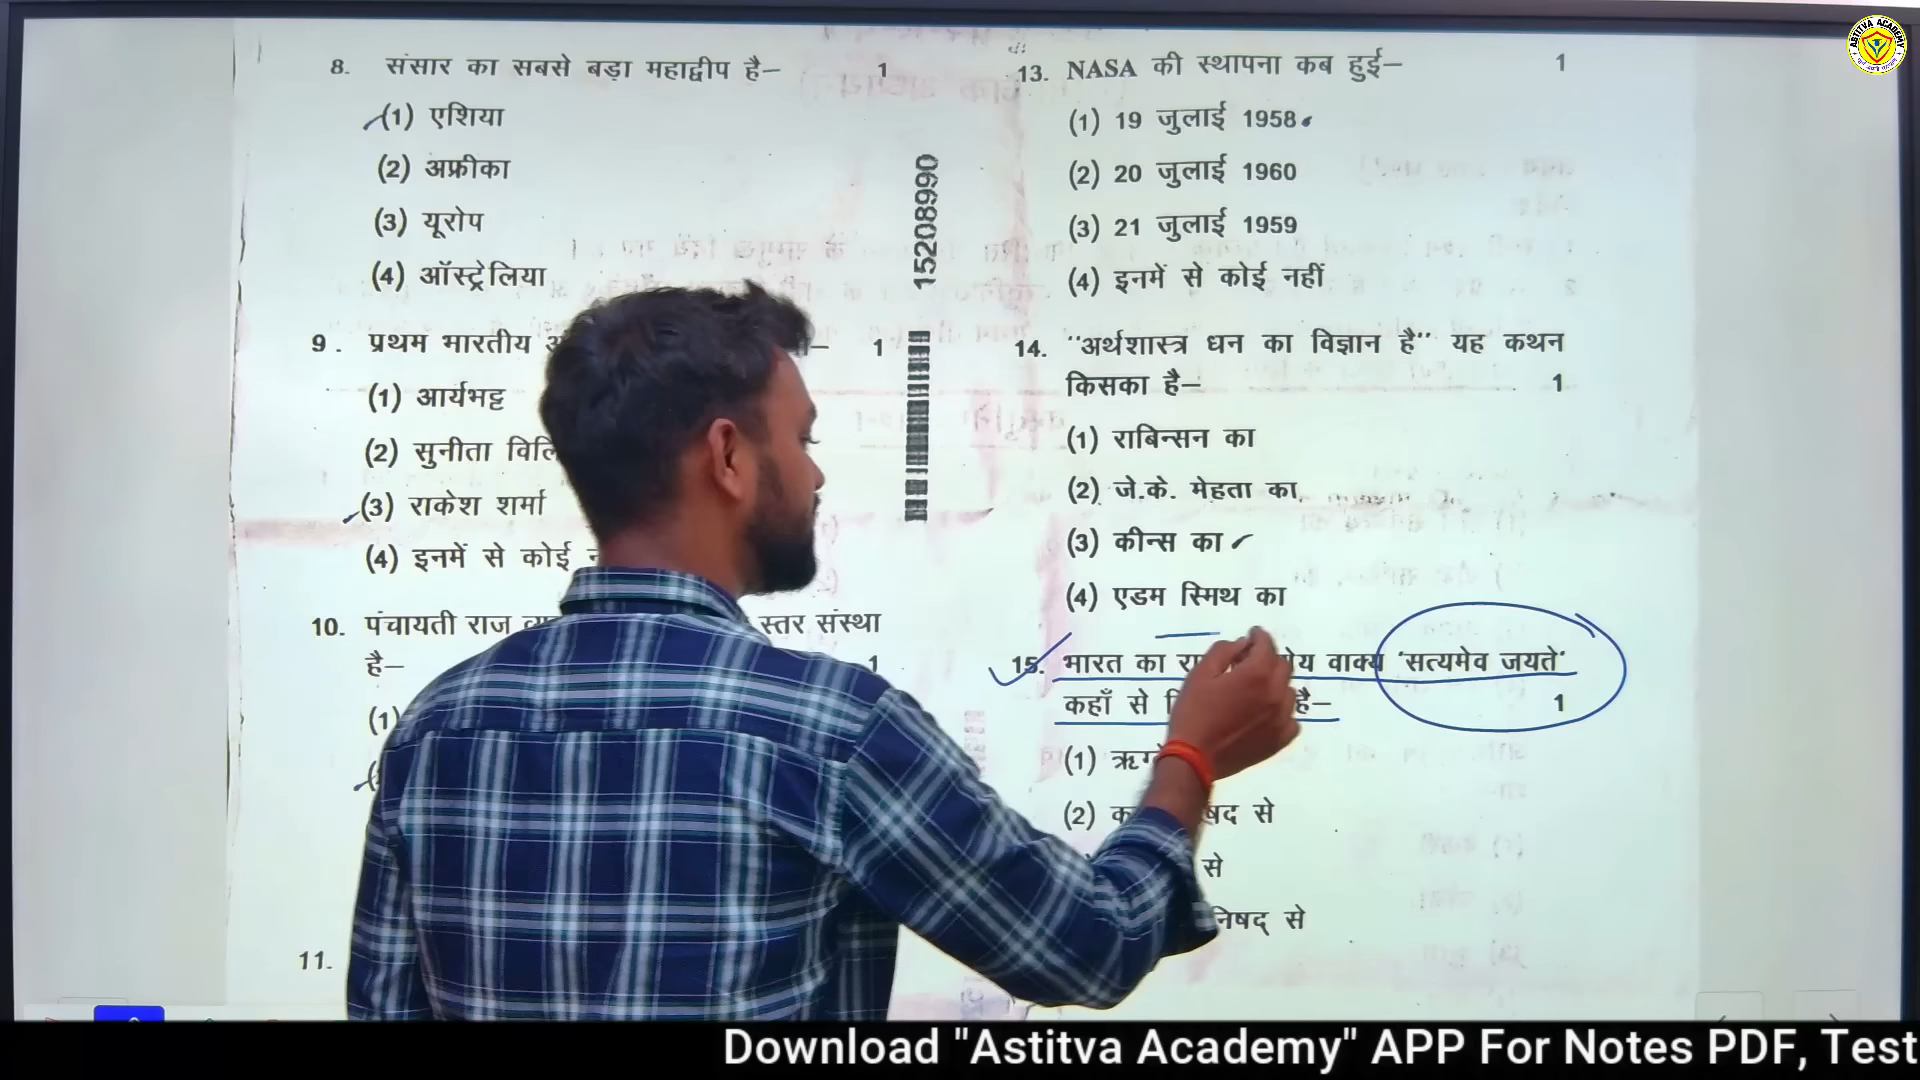 8. संसार का सबसे बड़ा महाद्वीप है– 1
(1) एशिया
(2) अफ्रीका
(3) यूरोप
(4) ऑस्ट्रेलिया
9. प्रथम भारतीय 1
(1) आर्यभट्ट
(2) सुनीता
(3) राकेश शर्मा
(4) इनमें से कोई
10. पंचायती राज स्तर संस्था
है– 1
(1)
11.
15208990
13. NASA की स्थापना कब हुई– 1
(1) 19 जुलाई 1958
(2) 20 जुलाई 1960
(3) 21 जुलाई 1959
(4) इनमें से कोई नहीं
14. "अर्थशास्त्र धन का विज्ञान है" यह कथन
किसका है– 1
(1) राबिन्सन का
(2) जे.के. मेहता का
(3) कीन्स का
(4) एडम स्मिथ का
15. भारत का वाक्य 'सत्यमेव जयते'
कहाँ से है– 1
(1)
(2) से
से
से
ASTITVA ACADEMY
Download "Astitva Academy" APP For Notes PDF, Test